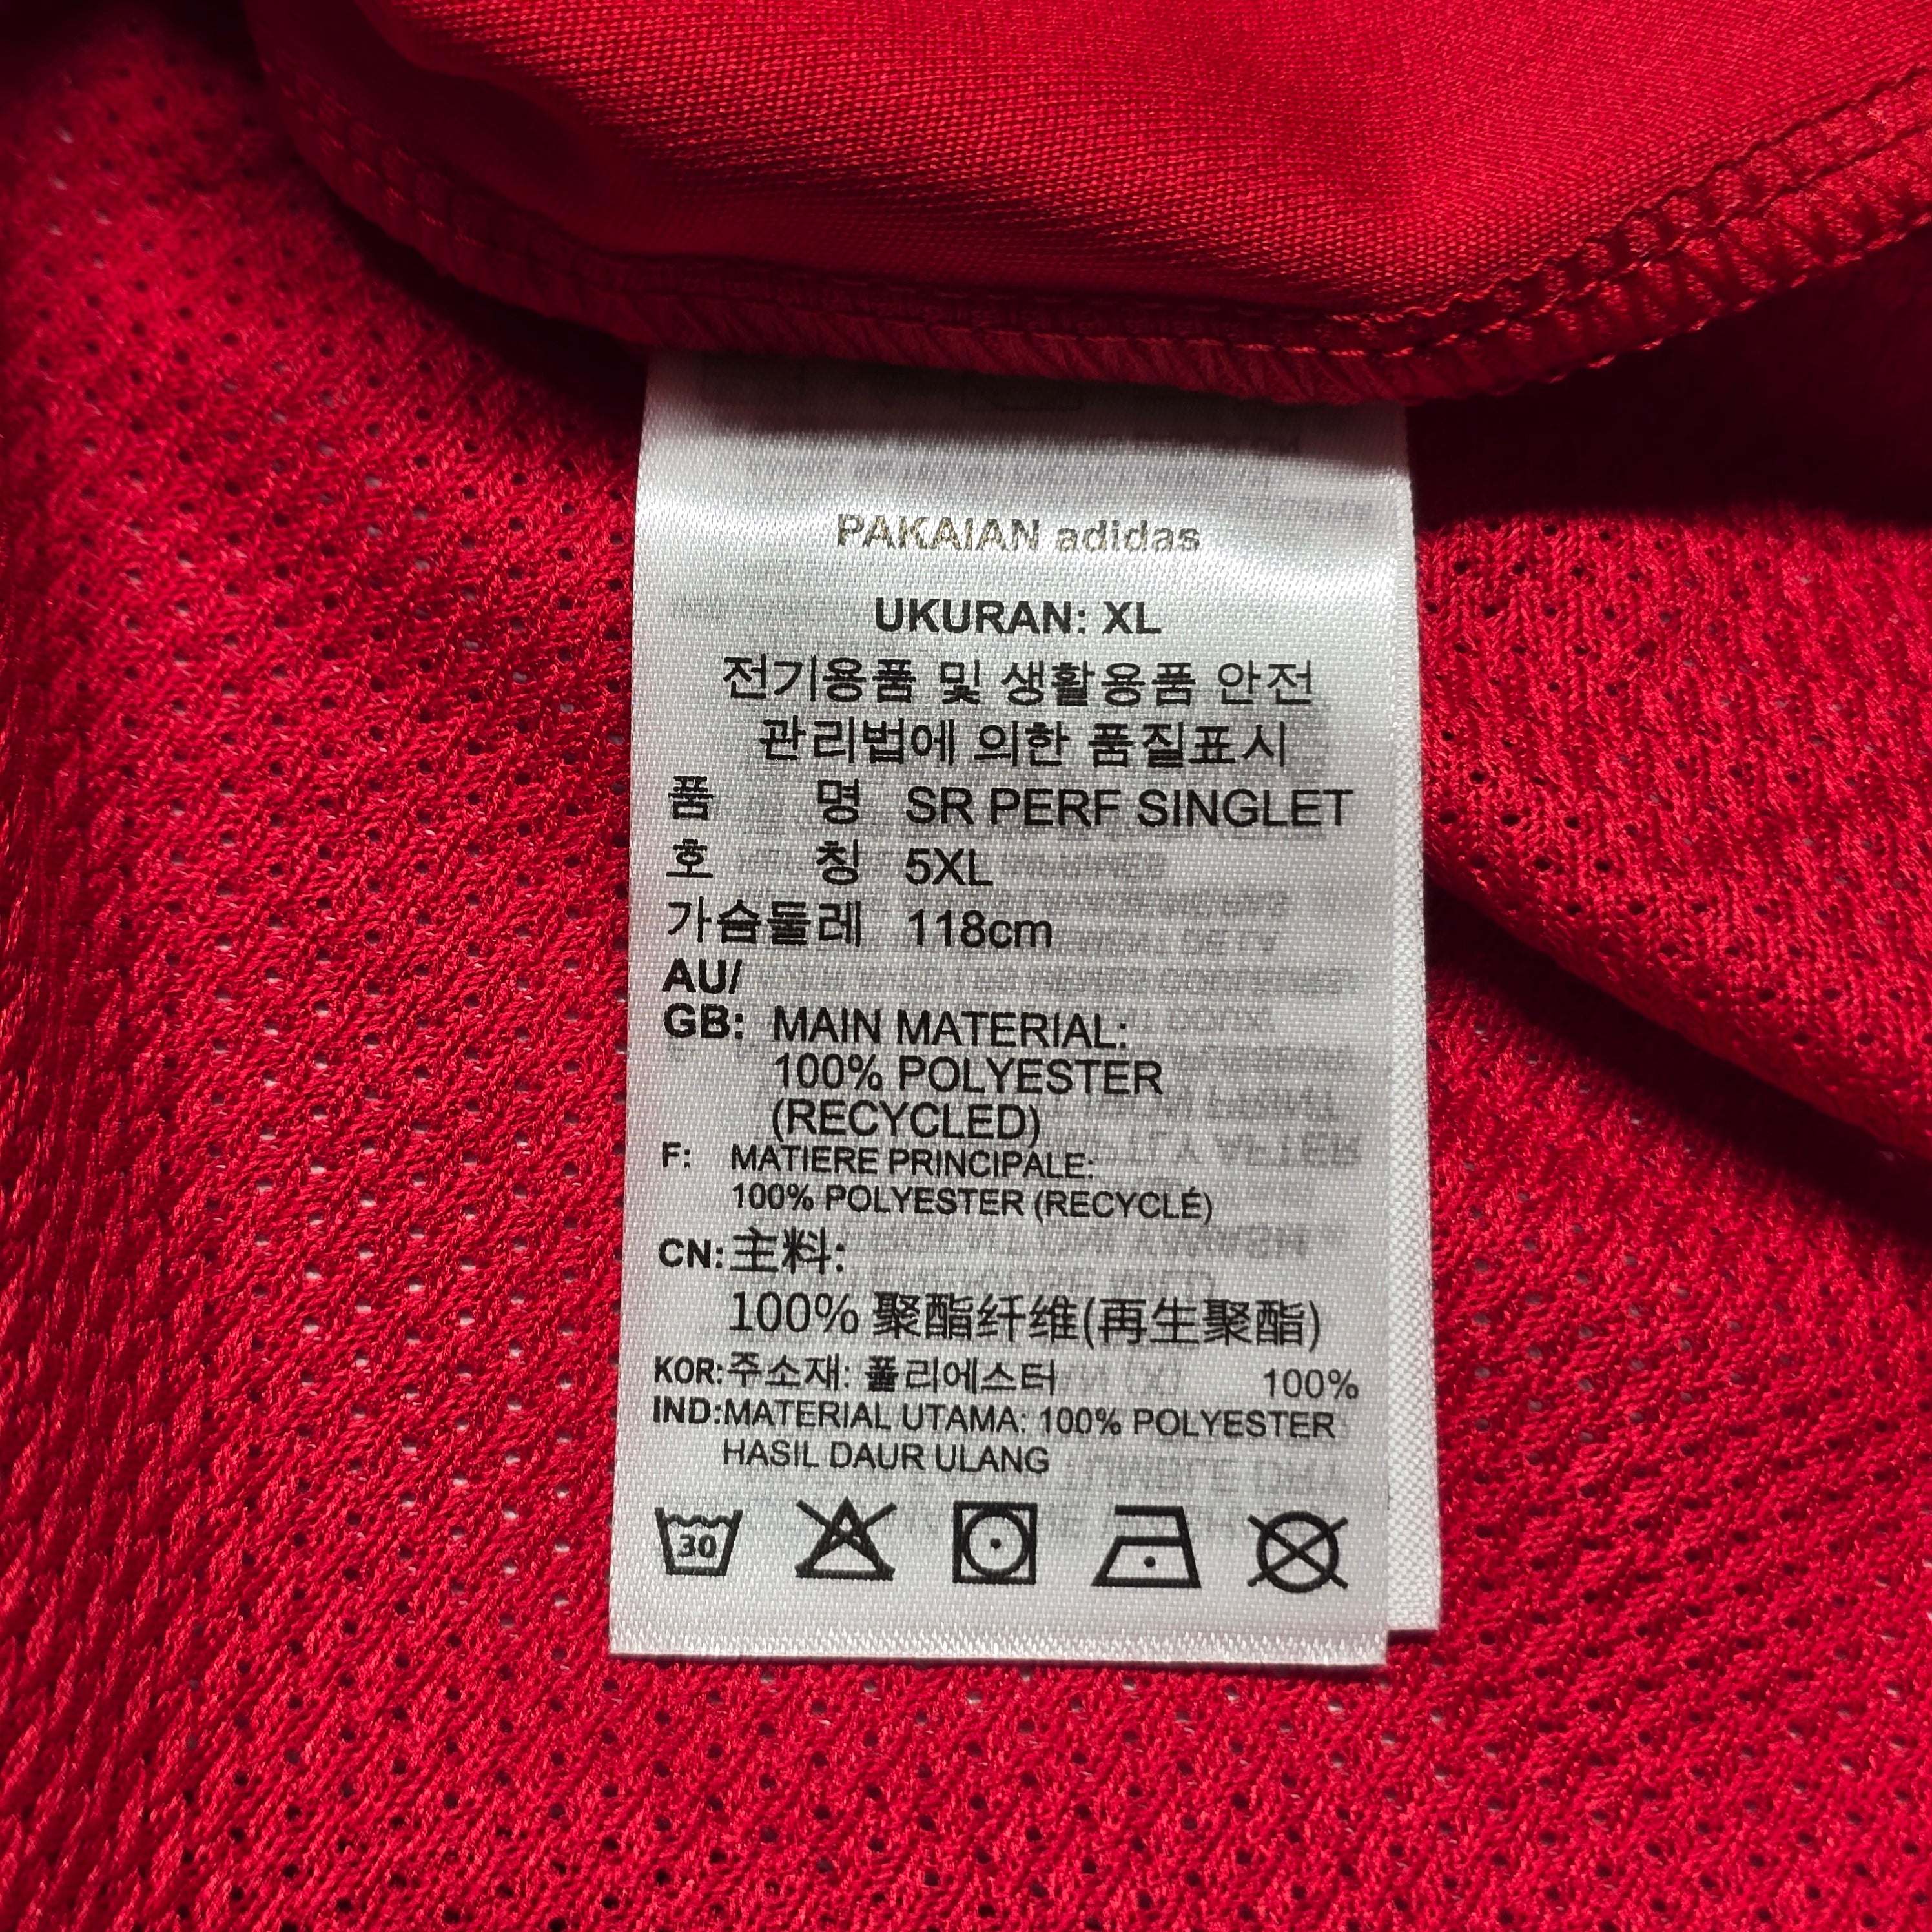 PAKAIAN adidas
UKURAN: XL
전기용품 및 생활용품 안전
관리법에 의한 품질표시
품 명 SR PERF SINGLET
호 칭 5XL
가슴둘레 118cm
AU/
GB: MAIN MATERIAL:
100% POLYESTER
(RECYCLED)
F: MATIERE PRINCIPALE:
100% POLYESTER (RECYCLÉ)
CN:主料:
100% 聚酯纤维(再生聚酯)
KOR:주소재: 폴리에스터 100%
IND:MATERIAL UTAMA: 100% POLYESTER
HASIL DAUR ULANG
30